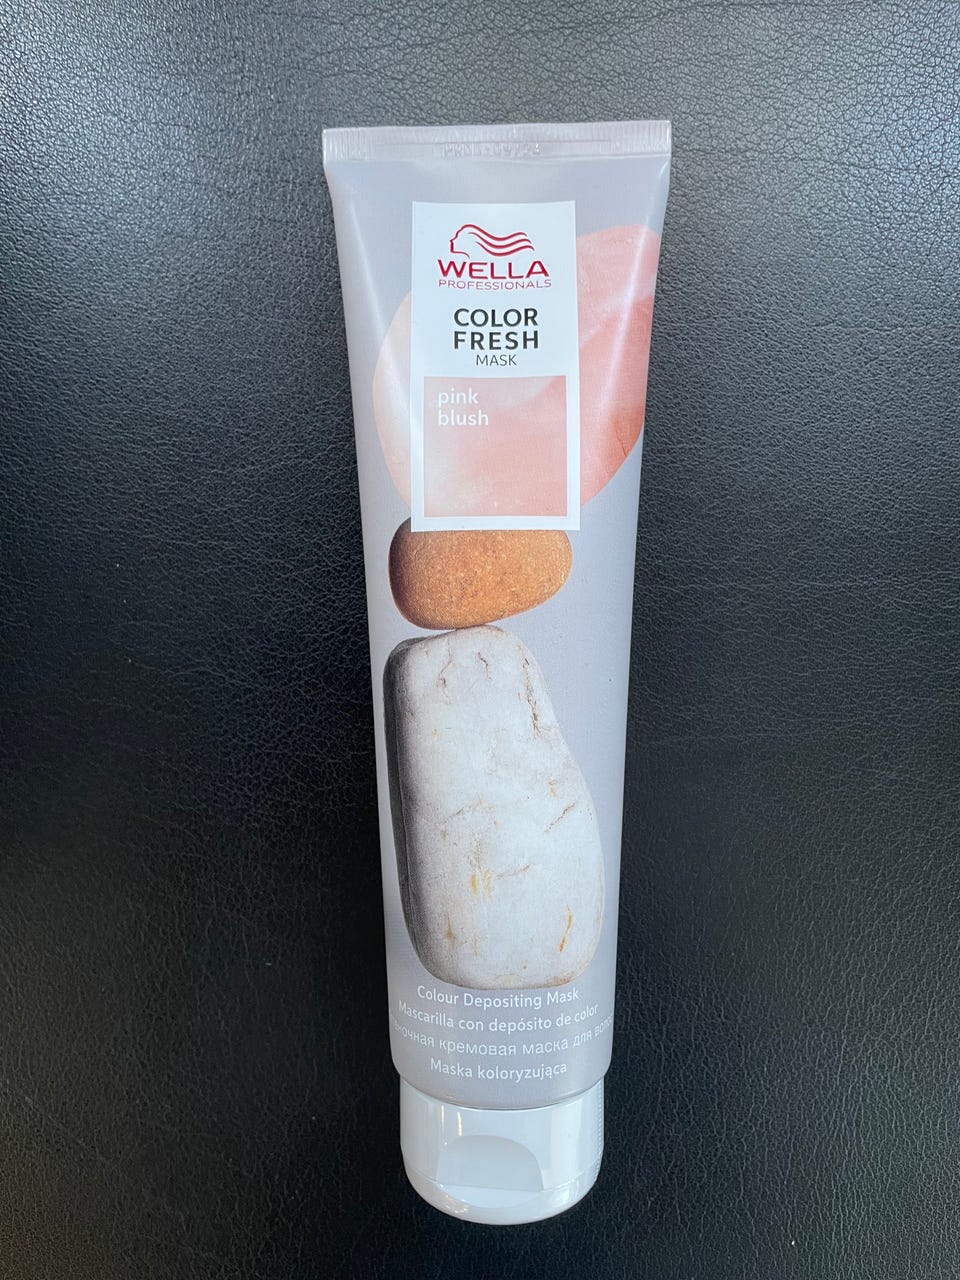 WELLA
PROFESSIONALS
COLOR
FRESH
MASK
pink
blush
Colour Depositing Mask
Mascarilla con depósito de color
кремовая маска для
Maska koloryzująca